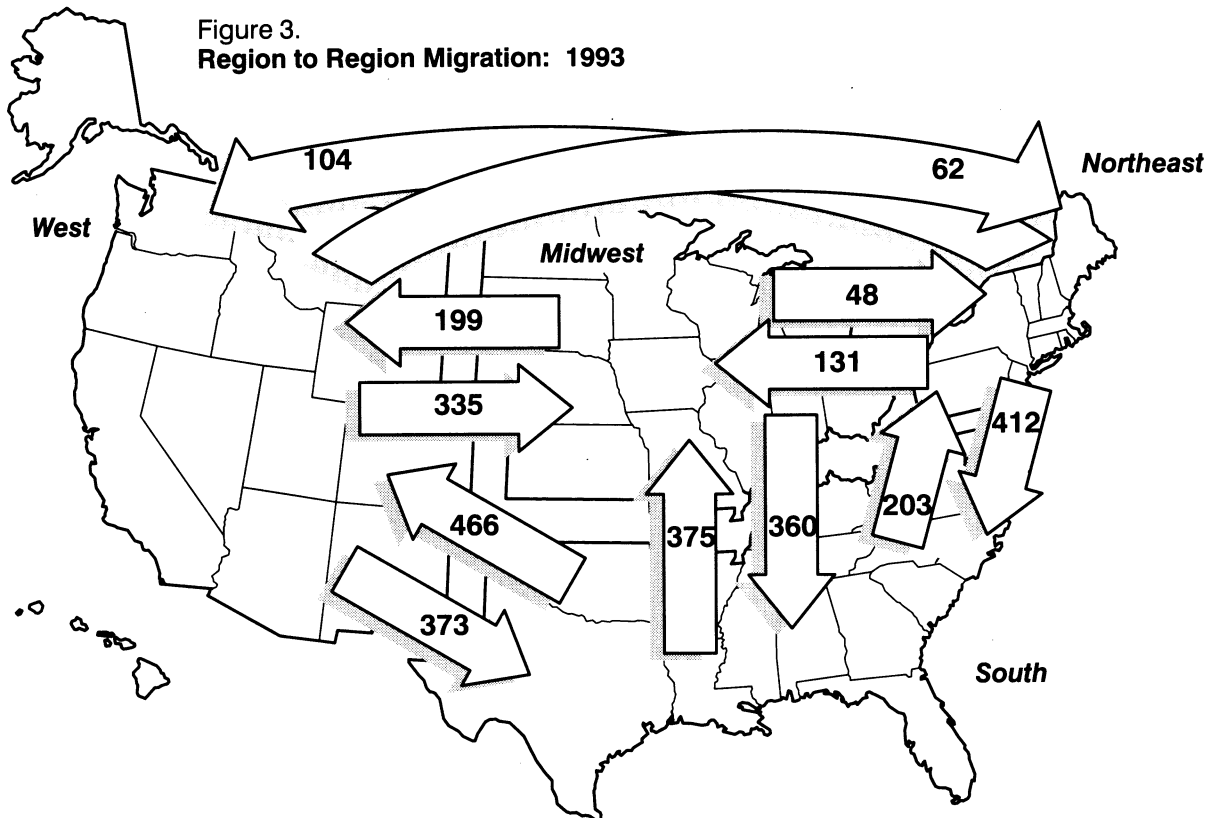 Figure 3.
Region to Region Migration: 1993
104
62
Northeast
West
Midwest
48
199
131
335
412
466
375
360
203
373
South